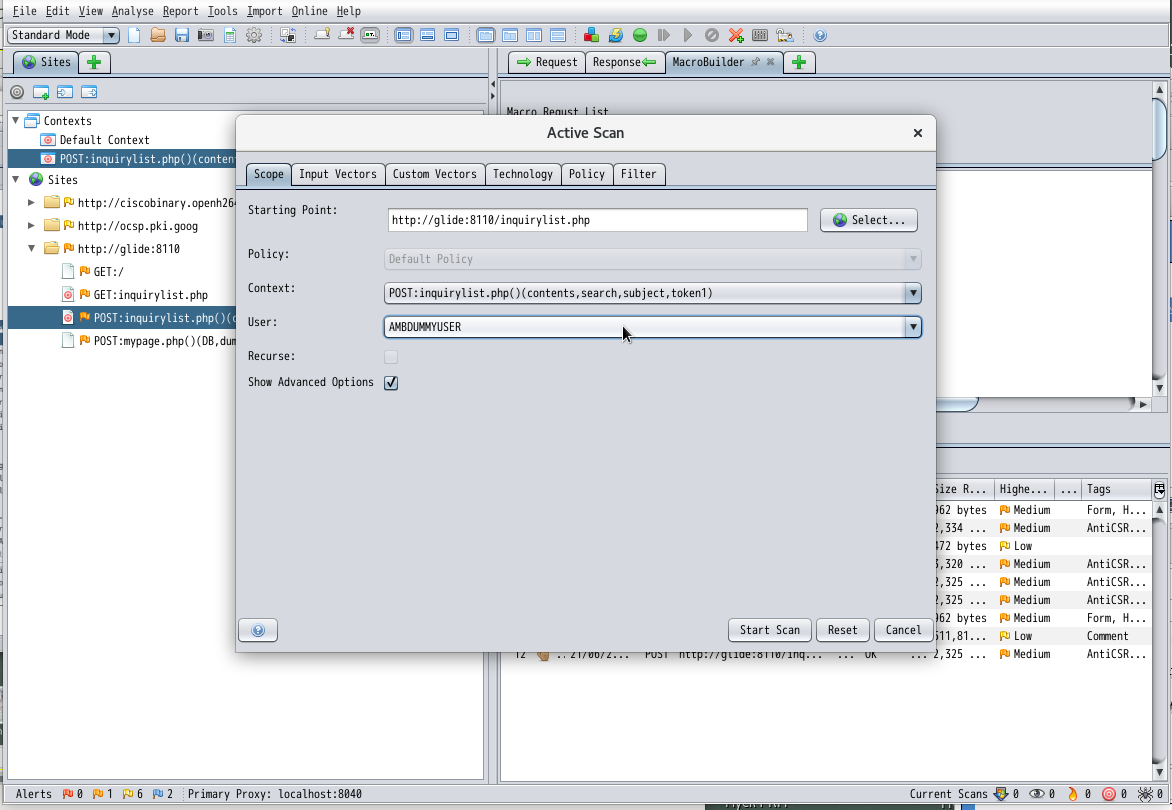 File Edit View Analyse Report Tools Import Online Help
Standard Mode
Sites
Request Response MacroBuilder
Macro Requst List
Contexts
Default Context
POST:inquirylist.php()(conten
Sites
http://ciscobinary.openh264
http://ocsp.pki.goog
http://glide:8110
GET:/
GET:inquirylist.php
POST:inquirylist.php()(c
POST:mypage.php()(DB,dum
Active Scan
Scope Input Vectors Custom Vectors Technology Policy Filter
Starting Point: http://glide:8110/inquirylist.php Select...
Policy: Default Policy
Context: POST:inquirylist.php()(contents,search,subject,token1)
User: AMBDUMMYUSER
Recurse:
Show Advanced Options
Start Scan Reset Cancel
Size R... Highe... ... Tags
962 bytes Medium Form, H...
2,334 ... Medium AntiCSR...
472 bytes Low
3,320 ... Medium AntiCSR...
2,325 ... Medium AntiCSR...
2,325 ... Medium AntiCSR...
962 bytes Medium Form, H...
511,81... Low Comment
12 .. 21/06/2... POST http://glide:8110/inq... ... OK ... 2,325 ... Medium AntiCSR...
Alerts 0 1 6 2 Primary Proxy: localhost:8040 Current Scans 0 0 0 0 0